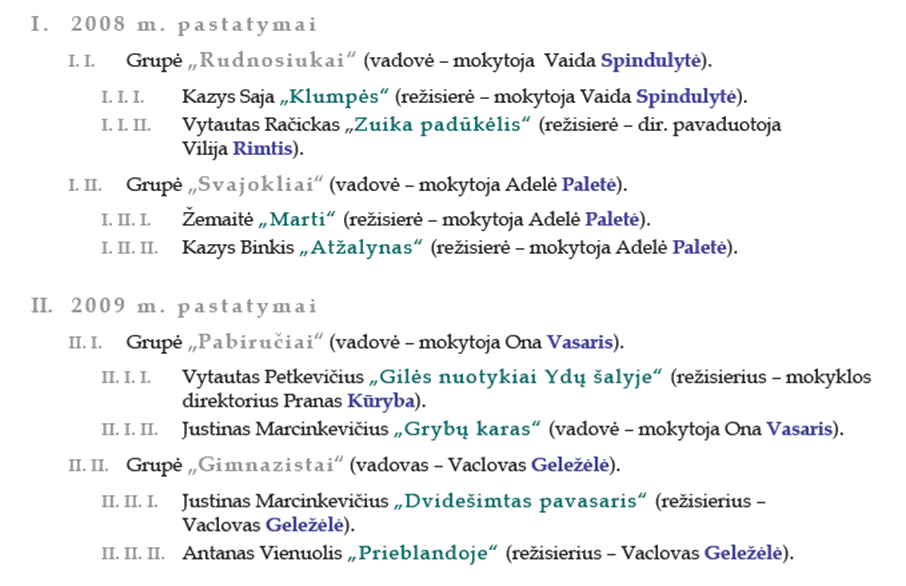 I. 2008 m. pastatymai
I. I. Grupė „Rudnosiukai“ (vadovė – mokytoja Vaida Spindulytė).
I. I. I. Kazys Saja „Klumpės“ (režisierė – mokytoja Vaida Spindulytė).
I. I. II. Vytautas Račickas „Zuika padūkėlis“ (režisierė – dir. pavaduotoja
Vilija Rimtis).
I. II. Grupė „Svajokliai“ (vadovė – mokytoja Adelė Paletė).
I. II. I. Žemaitė „Marti“ (režisierė – mokytoja Adelė Paletė).
I. II. II. Kazys Binkis „Atžalynas“ (režisierė – mokytoja Adelė Paletė).
II. 2009 m. pastatymai
II. I. Grupė „Pabiručiai“ (vadovė – mokytoja Ona Vasaris).
II. I. I. Vytautas Petkevičius „Gilės nuotykiai Ydų šalyje“ (režisierius – mokyklos
direktorius Pranas Kūryba).
II. I. II. Justinas Marcinkevičius „Grybų karas“ (vadovė – mokytoja Ona Vasaris).
II. II. Grupė „Gimnazistai“ (vadovas – Vaclovas Geležėlė).
II. II. I. Justinas Marcinkevičius „Dvidešimtas pavasaris“ (režisierius –
Vaclovas Geležėlė).
II. II. II. Antanas Vienuolis „Prieblandoje“ (režisierius – Vaclovas Geležėlė).